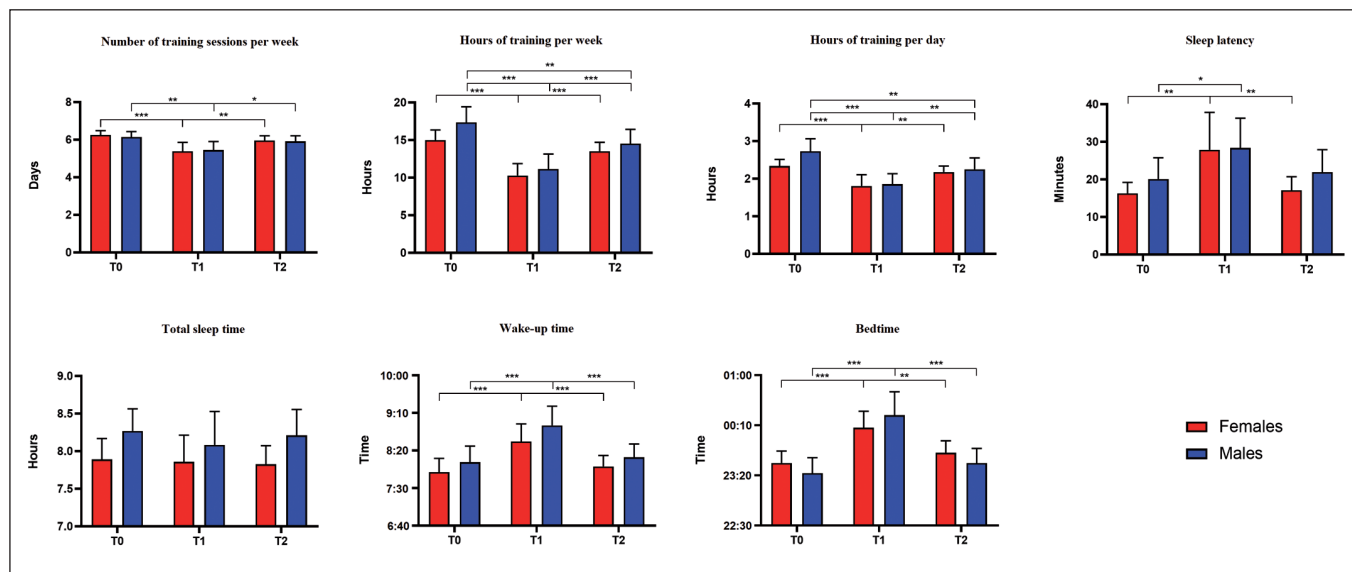 Number of training sessions per week
Hours of training per week
Hours of training per day
Sleep latency
**
***
*
***
**
**
***
***
***
***
**
***
**
***
**
*
**
**
Days
8
6
4
2
0
T0
T1
T2
Hours
20
15
10
5
0
T0
T1
T2
Hours
4
3
2
1
0
T0
T1
T2
Minutes
40
30
20
10
0
T0
T1
T2
Total sleep time
Wake-up time
Bedtime
Hours
9.0
8.5
8.0
7.5
7.0
T0
T1
T2
***
***
***
***
Time
10:00
9:10
8:20
7:30
6:40
T0
T1
T2
***
***
***
**
Time
01:00
00:10
23:20
22:30
T0
T1
T2
Females
Males